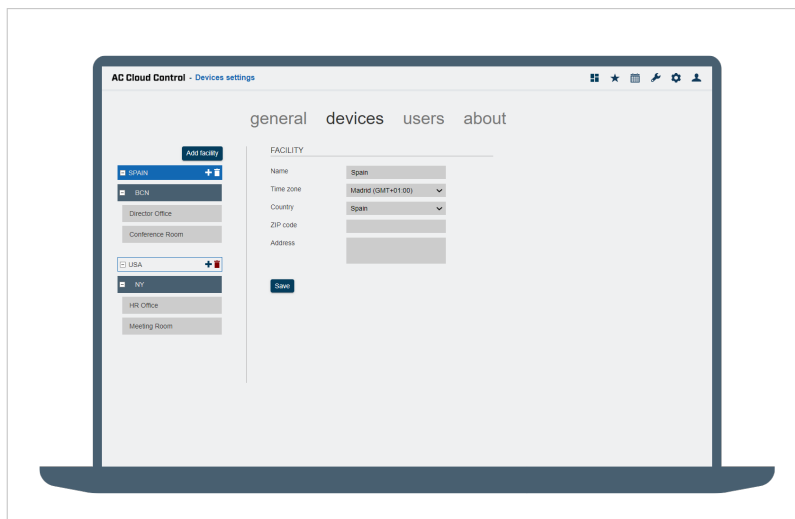 AC Cloud Control - Devices settings
general devices users about
Add facility
SPAIN
BCN
Director Office
Conference Room
USA
NY
HR Office
Meeting Room
FACILITY
Name Spain
Time zone Madrid (GMT+01:00)
Country Spain
ZIP code
Address
Save